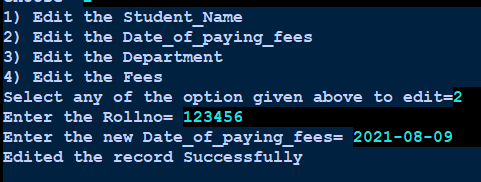 1) Edit the Student_Name
2) Edit the Date_of_paying_fees
3) Edit the Department
4) Edit the Fees
Select any of the option given above to edit=2
Enter the Rollno= 123456
Enter the new Date_of_paying_fees= 2021-08-09
Edited the record Successfully